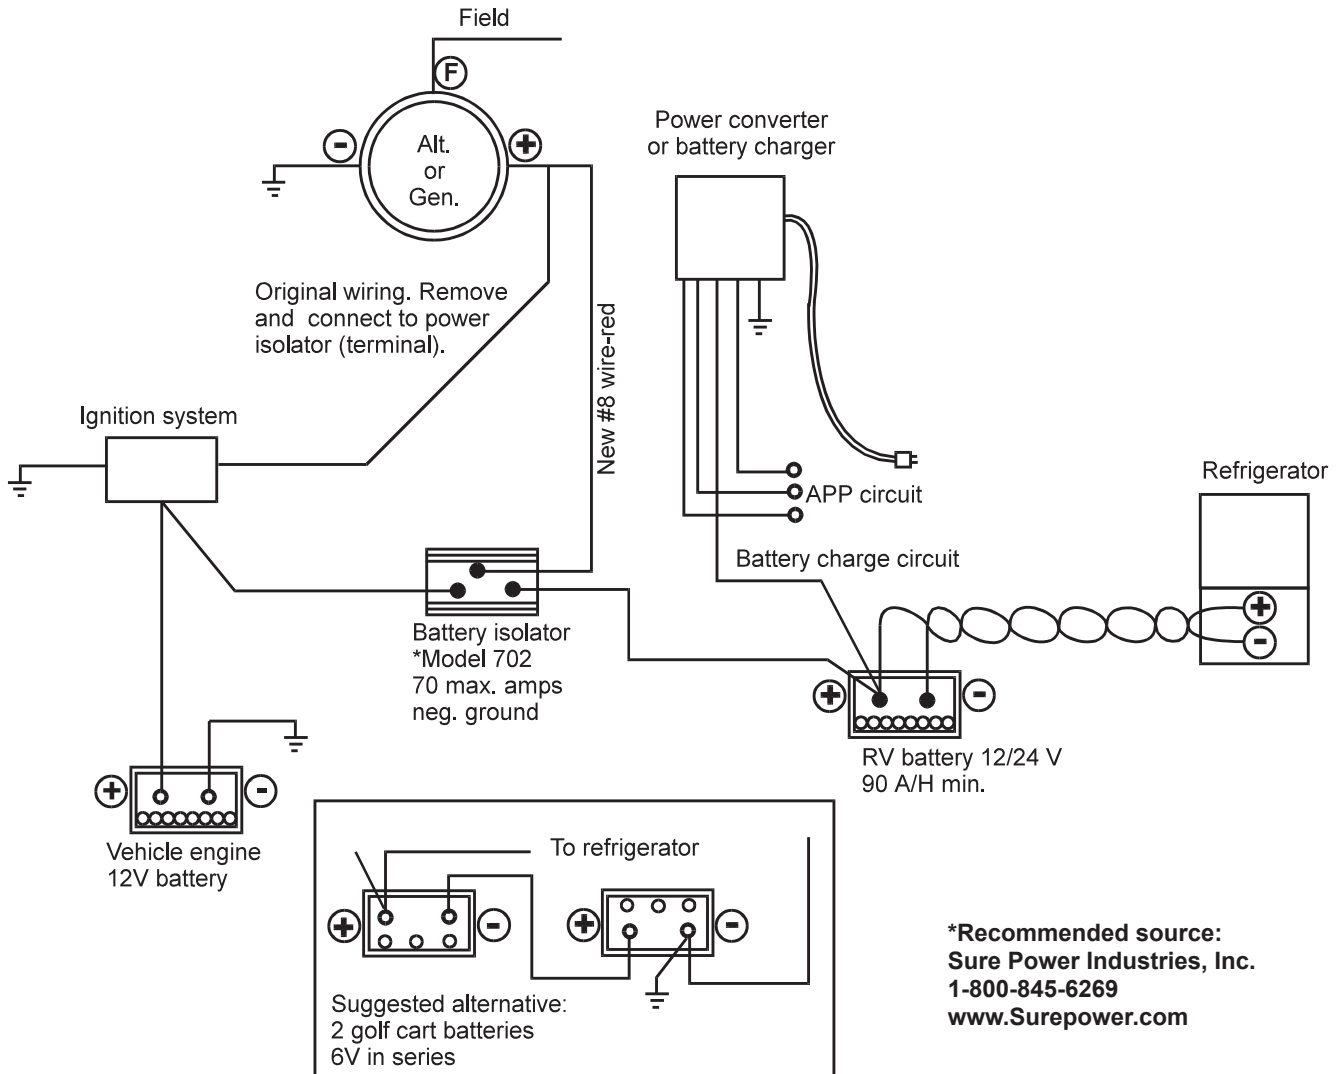 Field
F
-
+
Alt.
or
Gen.
Power converter
or battery charger
Original wiring. Remove
and connect to power
isolator (terminal).
New #8 wire-red
Ignition system
APP circuit
Refrigerator
Battery charge circuit
+
-
Battery isolator
*Model 702
70 max. amps
neg. ground
+
-
RV battery 12/24 V
90 A/H min.
+
-
Vehicle engine
12V battery
To refrigerator
+
-
+
-
Suggested alternative:
2 golf cart batteries
6V in series
*Recommended source:
Sure Power Industries, Inc.
1-800-845-6269
www.Surepower.com